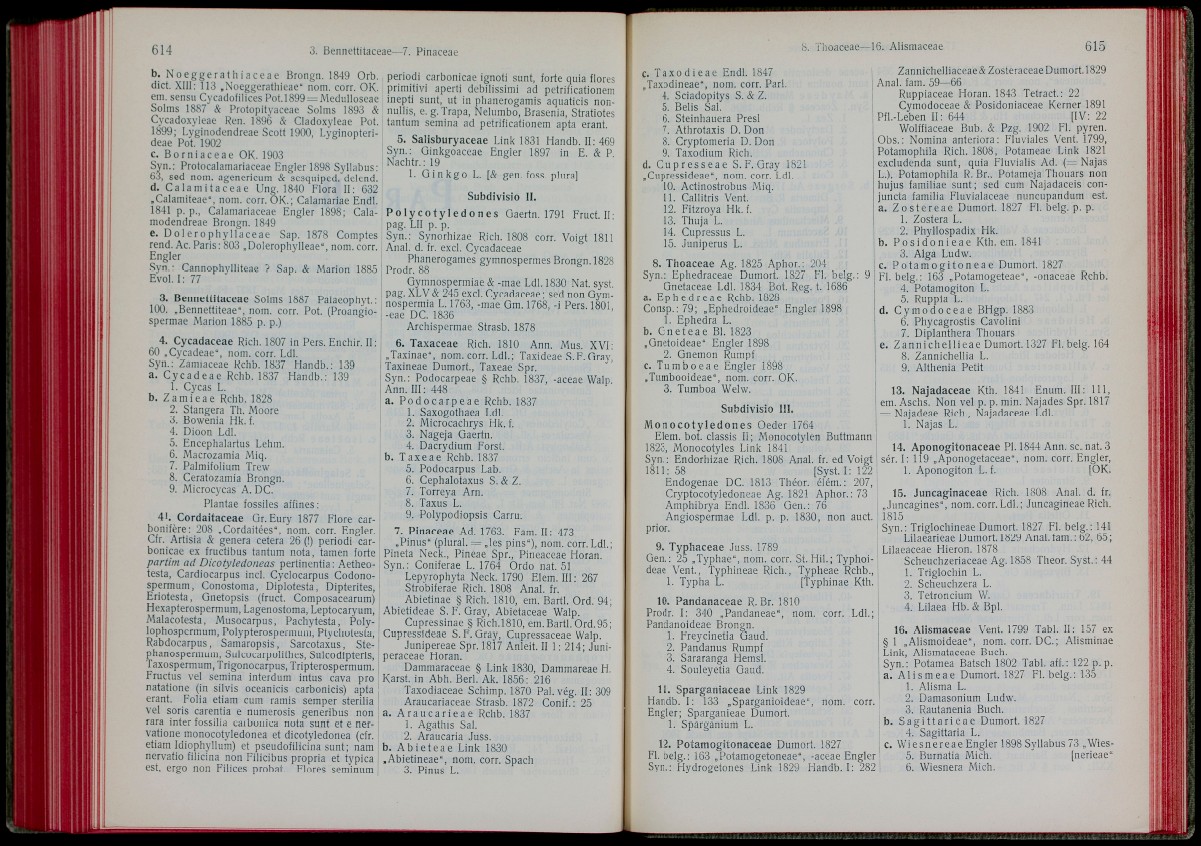 614
3. Bennettitaceae—7. Pinaceae
b. Noeggerathiaceae Brongn. 1849 Orb.
dict. XIII: 113 „Noeggerathieae“ nom. corr. OK.
em. sensu Cycadofilices Pot. 1899 = Medulloseae
Solms 1887 & Protopityaceae Solms 1893 &
Cycadoxyleae Ren. 1896 & Cladoxyleae Pot.
1899; Lyginodendreae Scott 1900, Lyginopteri-
deae Pot. 1902
c. Borniaceae OK. 1903
Syn.: Protocalamariaceae Engler 1898 Syllabus:
63, sed nom. agenericum & sesquiped. delend.
d. Calamitaceae Ung. 1840 Flora II: 632
„Calamiteae“, nom. corr. OK.; Calamariae Endl.
1841 p. p., Calamariaceae Engler 1898; Cala-
modendreae Brongn. 1849
e. Dolerophyllaceae Sap. 1878 Comptes
rend. Ac. Paris: 803 „Dolerophylleae“, nom. corr.
Engler
Syn.: Cannophylliteae ? Sap. & Marion 1885
Evol. I: 77
3. Bennettitaceae Solms 1887 Palaeophyt.:
100. „Bennettiteae“, nom. corr. Pot. (Proangio-
spermae Marion 1885 p. p.)
4. Cycadaceae Rich. 1807 in Pers. Enchir. II:
60 „Cycadeae“, nom. corr. Ldl.
Syn.: Zamiaceae Rchb. 1837 Handb.: 139
a. Cycadeae Rchb. 1837 Handb.: 139
1. Cycas L.
b. Zamieae Rchb. 1828
2. Stangera Th. Moore
3. Bowenia Hk. f.
4. Dioon Ldl.
5. Encephalartus Lehm.
6. Macrozamia Miq.
7. Palmifolium Trew
8. Ceratozamia Brongn.
9. Microcycas A. DC.
Plantae fossiles affines:
4¹. Cordaitaceae Gr. Eury 1877 Flore car-
bonifère: 208 „Cordaitées“, nom. corr. Engler.
Cfr. Artisia & genera cetera 26 (!) periodi car-
bonicae ex fructibus tantum nota, tamen forte
partim ad Dicotyledoneas pertinentia: Aetheo-
testa, Cardiocarpus incl. Cyclocarpus Codono-
spermum, Conostoma, Diplotesta, Dipterites,
Eriotesta, Gnetopsis (fruct. Composacearum)
Hexapterospermum, Lagenostoma, Leptocaryum,
Malacotesta, Musocarpus, Pachytesta, Poly-
lophospermum, Polypterospermum, Ptychotesta,
Rabdocarpus, Samaropsis, Sarcotaxus, Ste-
phanospermum, Sulcocarpolithes, Sulcodipteris,
Taxospermum, Trigonocarpus, Tripterospermum.
Fructus vel semina interdum intus cava pro
natatione (in silvis oceanicis carbonicis) apta
erant. Folia etiam cum ramis semper sterilia
vel soris carentia e numerosis generibus non
rara inter fossilia carbonica nota sunt et e ner-
vatione monocotyledonea et dicotyledonea (cfr.
etiam Idiophyllum) et pseudofilicina sunt; nam
nervatio filicina non Filicibus propria et typica
est, ergo non Filices probat. Flores seminum
periodi carbonicae ignoti sunt, forte quia flores
primitivi aperti debilissimi ad petrificationem
inepti sunt, ut in phanerogamis aquaticis non-
nullis, e. g. Trapa, Nelumbo, Brasenia, Stratiotes
tantum semina ad petrificationem apta erant.
5. Salisburyaceae Link 1831 Handb. II: 469
Syn.: Ginkgoaceae Engler 1897 in E. & P.
Nachtr.: 19
1. Ginkgo L. [& gen. foss. plura]
Subdivisio II.
Polycotyledones Gaertn. 1791 Fruct. II:
pag. LII p. p.
Syn.: Synorhizae Rich. 1808 corr. Voigt 1811
Anal. d. fr. excl. Cycadaceae
Phanerogames gymnospermes Brongn. 1828
Prodr. 88
Gymnospermiae & -mae Ldl. 1830 Nat. syst.
pag. XLV & 245 excl. Cycadaceae; sed non Gym-
nospermia L. 1763, -mae Gmel. 1768, -i Pers. 1801,
-eae DC. 1836
Archispermae Strasb. 1878
6. Taxaceae Rich. 1810 Ann. Mus. XVI:
„Taxinae“, nom. corr. Ldl.; Taxideae S. F. Gray,
Taxineae Dumort., Taxeae Spr.
Syn.: Podocarpeae § Rchb. 1837, -aceae Walp.
Ann. III: 448
a. Podocarpeae Rchb. 1837
1. Saxogothaea Ldl.
2. Microcachrys Hk. f.
3. Nageja Gaertn.
4. Dacrydium Forst.
b. Taxeae Rchb. 1837
5. Podocarpus Lab.
6. Cephalotaxus S. & Z.
7. Torreya Arn.
8. Taxus L.
9. Polypodiopsis Carru.
7. Pinaceae Ad. 1763. Fam. II: 473
„Pinus“ (plural. = „les pins“), nom. corr. Ldl.;
Pineta Neck., Pineae Spr., Pineaceae Horan.
Syn.: Coniferae L. 1764 Ordo nat. 51
Lepyrophyta Neck. 1790 Elem. III: 267
Strobiferae Rich. 1808 Anal. fr.
Abietinae § Rich. 1810, em. Bartl. Ord. 94;
Abietideae S. F. Gray, Abietaceae Walp.
Cupressinae § Rich. 1810, em. Bartl. Ord. 95;
Cupressideae S. F. Gray, Cupressaceae Walp.
Junipereae Spr. 1817 Anleit. II 1: 214; Juni-
peraceae Horan.
Dammaraceae § Link 1830, Dammareae H.
Karst. in Abh. Berl. Ak. 1856: 216
Taxodiaceae Schimp. 1870 Pal. vég. II: 309
Araucariaceae Strasb. 1872 Conif.: 25
a. Araucarieae Rchb. 1837
1. Agathis Sal.
2. Araucaria Juss.
b. Abieteae Link 1830
„Abietineae“, nom. corr. Spach
3. Pinus L.
8. Thoaceae—16. Alismaceae
615
c. Taxodieae Endl. 1847
„Taxodineae“, nom. corr. Parl.
4. Sciadopitys S. & Z.
5. Belis Sal.
6. Steinhauera Presl
7. Athrotaxis D. Don
8. Cryptomeria D. Don
9. Taxodium Rich.
d. Cupresseae S. F. Gray 1821
„Cupressideae“, nom. corr. Ldl.
10. Actinostrobus Miq.
11. Callitris Vent.
12. Fitzroya Hk. f.
13. Thuja L.
14. Cupressus L.
15. Juniperus L.
8. Thoaceae Ag. 1825 Aphor.: 204
Syn.: Ephedraceae Dumort. 1827 Fl. belg.: 9
Gnetaceae Ldl. 1834 Bot. Reg. t. 1686
a. Ephedreae Rchb. 1828
Consp.: 79; „Ephedroideae“ Engler 1898
1. Ephedra L.
b. Gneteae Bl. 1823
„Gnetoideae“ Engler 1898
2. Gnemon Rumpf
c. Tumboeae Engler 1898
„Tumbooideae“, nom. corr. OK.
3. Tumboa Welw.
Subdivisio III.
Monocotyledones Oeder 1764
Elem. bot. classis II; Monocotylen Buttmann
1823, Monocotyles Link 1841
Syn.: Endorhizae Rich. 1808 Anal. fr. ed Voigt
1811: 58 [Syst. I: 122
Endogenae DC. 1813 Théor. élém.: 207,
Cryptocotyledoneae Ag. 1821 Aphor.: 73
Amphibrya Endl. 1836 Gen.: 76
Angiospermae Ldl. p. p. 1830, non auct.
prior.
9. Typhaceae Juss. 1789
Gen.: 25 „Typhae“, nom. corr. St. Hil.; Typhoi-
deae Vent., Typhineae Rich., Typheae Rchb.,
1. Typha L. [Typhinae Kth.
10. Pandanaceae R. Br. 1810
Prodr. I: 340 „Pandaneae“, nom. corr. Ldl.;
Pandanoideae Brongn.
1. Freycinetia Gaud.
2. Pandanus Rumpf
3. Sararanga Hemsl.
4. Souleyetia Gaud.
11. Sparganiaceae Link 1829
Handb. I: 133 „Sparganioideae“, nom. corr.
Engler; Sparganieae Dumort.
1. Sparganium L.
12. Potamogitonaceae Dumort. 1827
Fl. belg.: 163 „Potamogetoneae“, -aceae Engler
Syn.: Hydrogetones Link 1829 Handb. I: 282
Zannichelliaceae & Zosteraceae Dumort. 1829
Anal. fam. 59—66
Ruppiaceae Horan. 1843 Tetract.: 22
Cymodoceae & Posidoniaceae Kerner 1891
Pfl.-Leben II: 644 [IV: 22
Wolffiaceae Bub. & Pzg. 1902 Fl. pyren.
Obs.: Nomina anteriora: Fluviales Vent. 1799,
Potamophila Rich. 1808, Potameae Link 1821
excludenda sunt, quia Fluvialis Ad. (= Najas
L.), Potamophila R. Br., Potameja Thouars non
hujus familiae sunt; sed cum Najadaceis con-
juncta familia Fluvialaceae nuncupandum est.
a. Zostereae Dumort. 1827 Fl. belg. p. p.
1. Zostera L.
2. Phyllospadix Hk.
b. Posidonieae Kth. em. 1841
3. Alga Ludw.
c. Potamogitoneae Dumort. 1827
Fl. belg.: 163 „Potamogeteae“, -onaceae Rchb.
4. Potamogiton L.
5. Ruppia L.
d. Cymodoceae BHgp. 1883
6. Phycagrostis Cavolini
7. Diplanthera Thouars
e. Zannichellieae Dumort. 1327 Fl. belg. 164
8. Zannichellia L.
9. Althenia Petit
13. Najadaceae Kth. 1841 Enum. III: 111,
em. Aschs. Non vel p. p. min. Najades Spr. 1817
— Najadeae Rich., Najadaceae Ldl.
1. Najas L.
14. Aponogitonaceae Pl. 1844 Ann. sc. nat. 3
sér. I: 119 „Aponogetaceae“, nom. corr. Engler,
1. Aponogiton L. f. [OK.
15. Juncaginaceae Rich. 1808 Anal. d. fr.
„Juncagines“, nom. corr. Ldl.; Juncagineae Rich.
1815
Syn.: Triglochineae Dumort. 1827 Fl. belg.: 141
Lilaearieae Dumort. 1829 Anal. fam.: 62, 65;
Lilaeaceae Hieron. 1878
Scheuchzeriaceae Ag. 1858 Theor. Syst.: 44
1. Triglochin L.
2. Scheuchzera L.
3. Tetroncium W.
4. Lilaea Hb. & Bpl.
16. Alismaceae Vent. 1799 Tabl. II: 157 ex
§ 1 „Alismoideae“, nom. corr. DC.; Alisminae
Link, Alismataceae Buch.
Syn.: Potamea Batsch 1802 Tabl. aff.: 122 p. p.
a. Alismeae Dumort. 1827 Fl. belg.: 135
1. Alisma L.
2. Damasonium Ludw.
3. Rautanenia Buch.
b. Sagittarieae Dumort. 1827
4. Sagittaria L.
c. Wiesnereae Engler 1898 Syllabus 73 „Wies-
5. Burnatia Mich. [nerieae“
6. Wiesnera Mich.